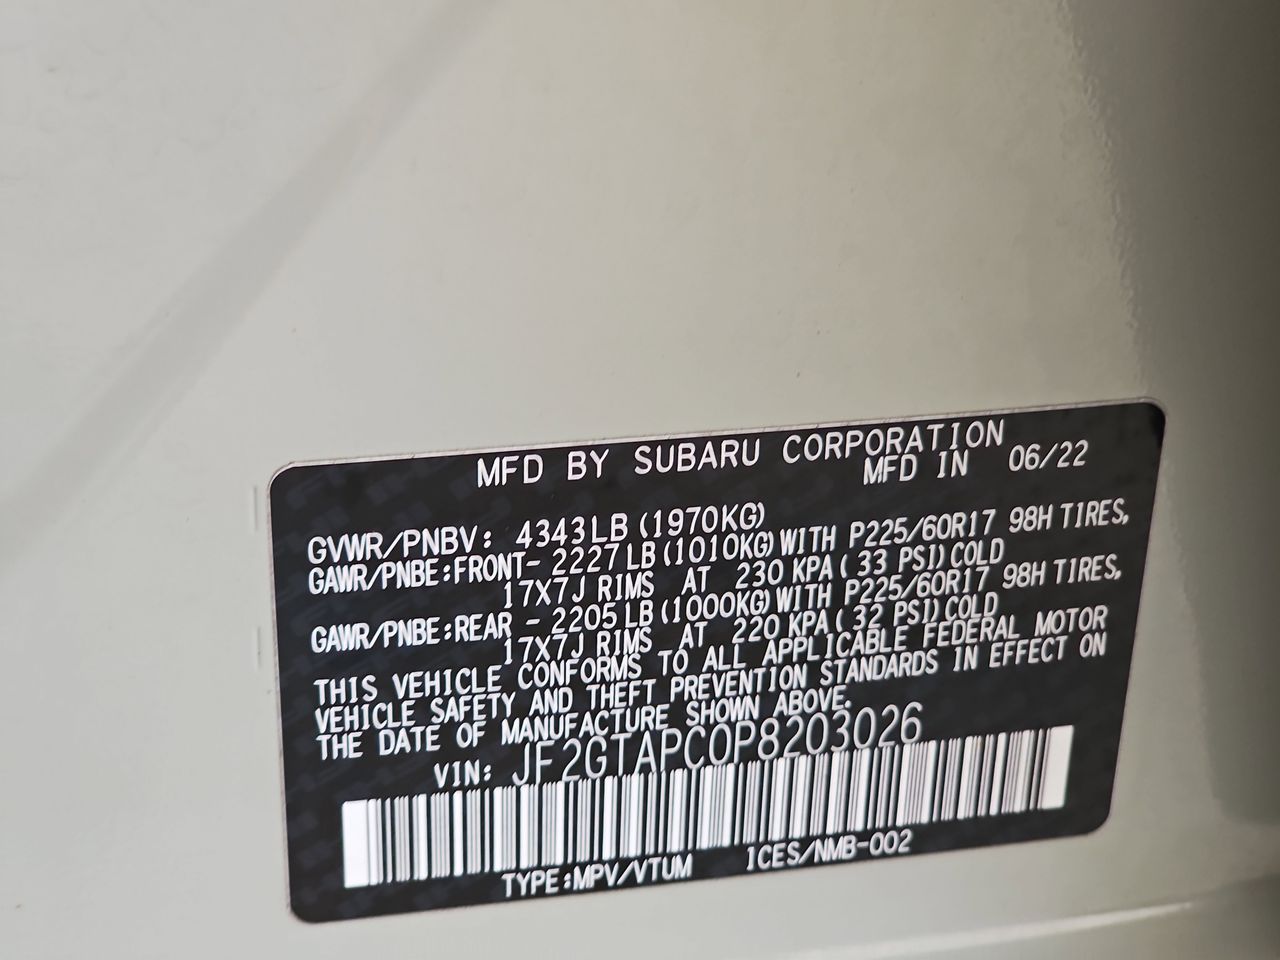 MFD BY SUBARU CORPORATION
MFD IN 06/22
GVWR/PNBV: 4343LB (1970KG)
GAWR/PNBE:FRONT- 2227LB (1010KG)WITH P225/60R17 98H TIRES,
17X7J RIMS AT 230 KPA( 33 PSI)COLD
GAWR/PNBE:REAR - 2205LB (1000KG)WITH P225/60R17 98H TIRES,
17X7J RIMS AT 220 KPA( 32 PSI)COLD
THIS VEHICLE CONFORMS TO ALL APPLICABLE FEDERAL MOTOR
VEHICLE SAFETY AND THEFT PREVENTION STANDARDS IN EFFECT ON
THE DATE OF MANUFACTURE SHOWN ABOVE.
VIN: JF2GTAPC0P8203026
TYPE:MPV/VTUM ICES/NMB-002